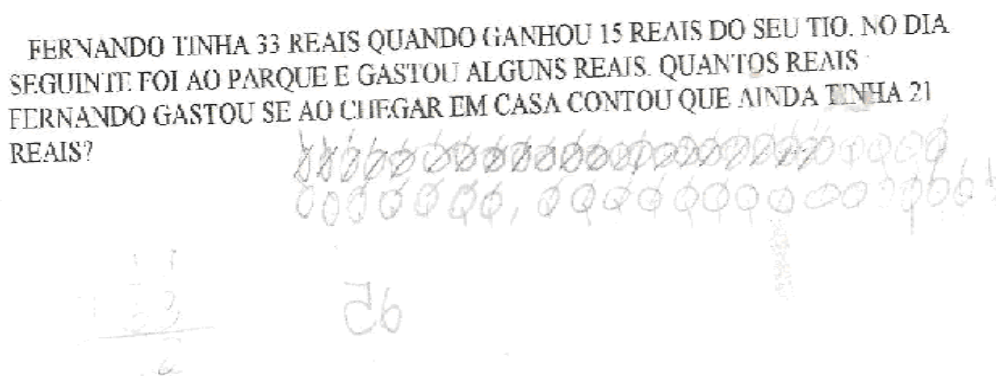 FERNANDO TINHA 33 REAIS QUANDO GANHOU 15 REAIS DO SEU TIO. NO DIA
SEGUINTE FOI AO PARQUE E GASTOU ALGUNS REAIS. QUANTOS REAIS
FERNANDO GASTOU SE AO CHEGAR EM CASA CONTOU QUE AINDA TINHA 21
REAIS?